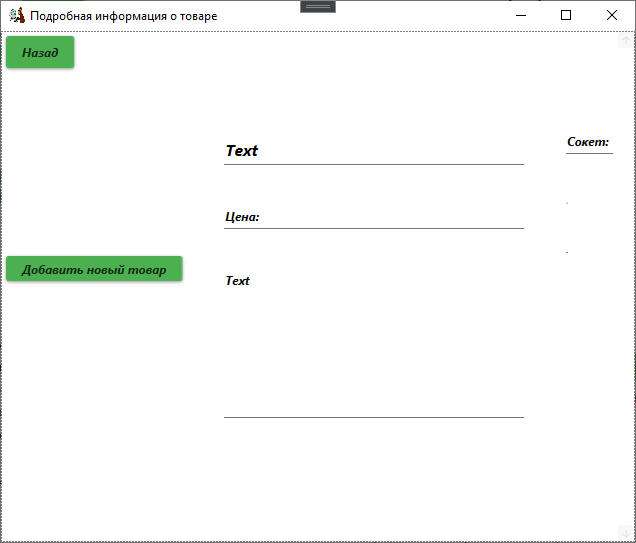 Подробная информация о товаре
Назад
Text
Сокет:
Цена:
Добавить новый товар
Text